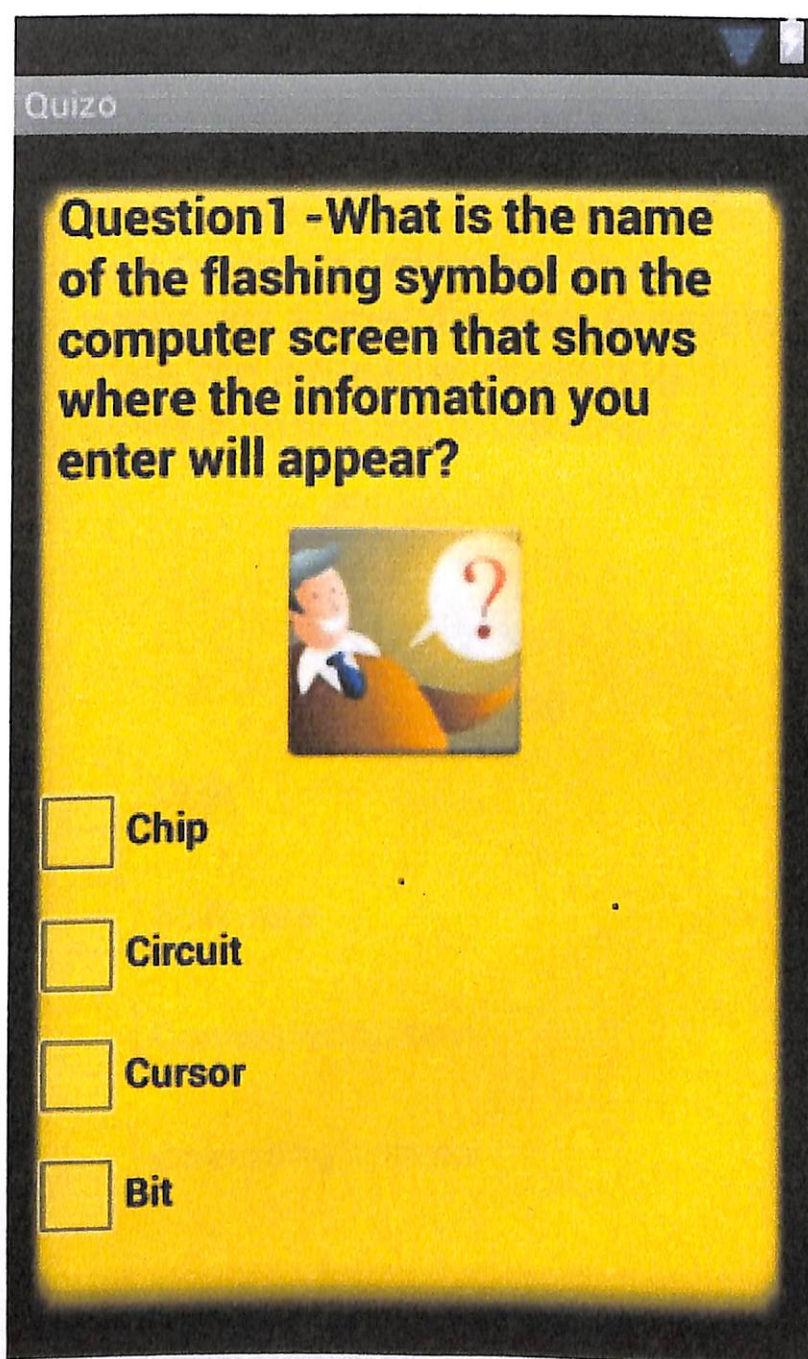 Quizo
Question1 -What is the name
of the flashing symbol on the
computer screen that shows
where the information you
enter will appear?
?
Chip
Circuit
Cursor
Bit